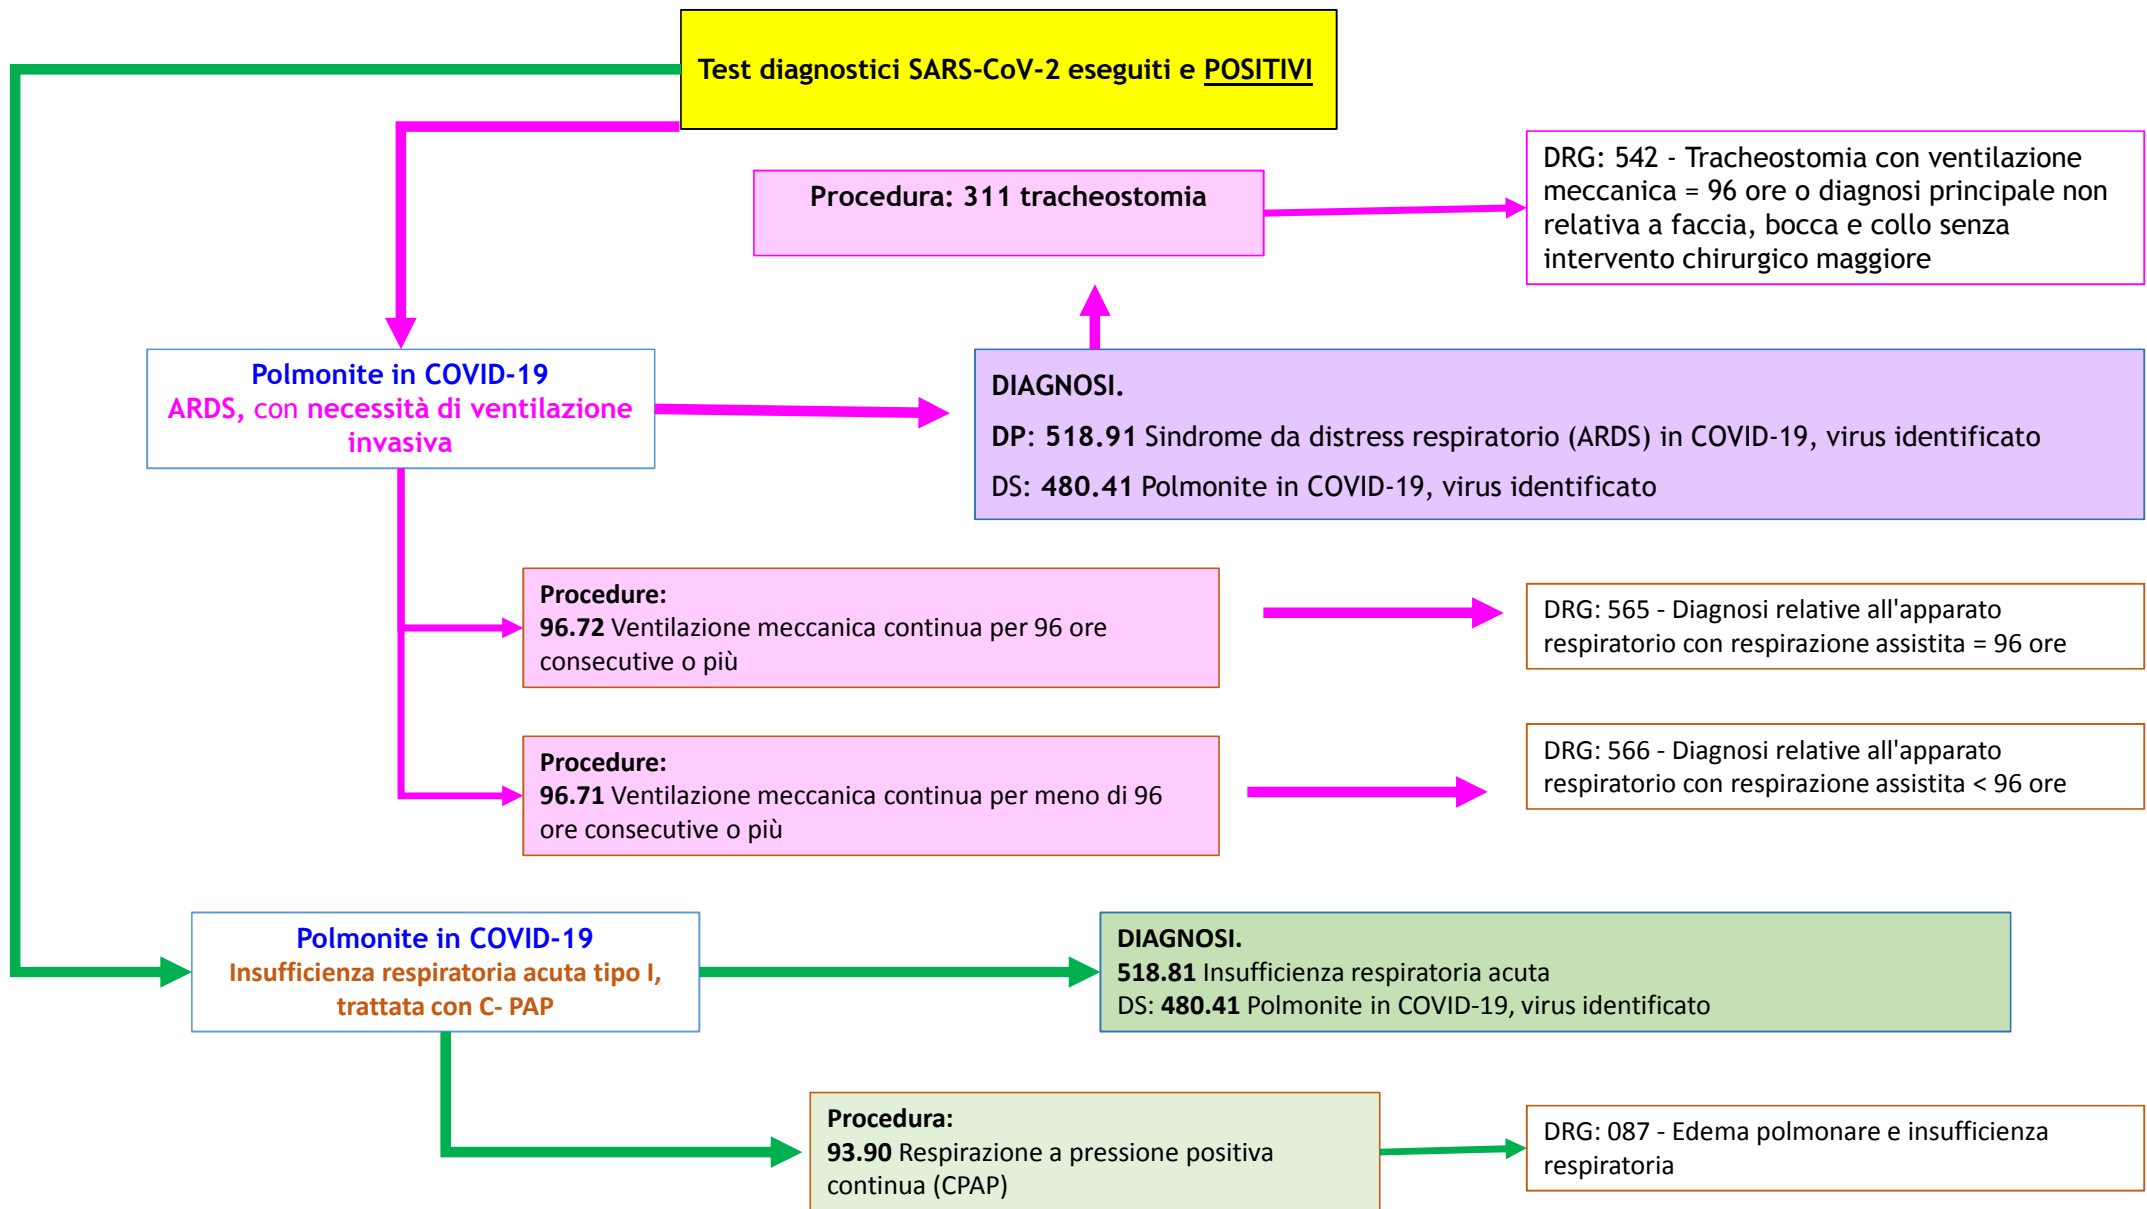 Test diagnostici SARS-CoV-2 eseguiti e POSITIVI
Procedura: 311 tracheostomia
DRG: 542 - Tracheostomia con ventilazione
meccanica = 96 ore o diagnosi principale non
relativa a faccia, bocca e collo senza
intervento chirurgico maggiore
Polmonite in COVID-19
ARDS, con necessità di ventilazione
invasiva
DIAGNOSI.
DP: 518.91 Sindrome da distress respiratorio (ARDS) in COVID-19, virus identificato
DS: 480.41 Polmonite in COVID-19, virus identificato
Procedure:
96.72 Ventilazione meccanica continua per 96 ore
consecutive o più
DRG: 565 - Diagnosi relative all'apparato
respiratorio con respirazione assistita = 96 ore
Procedure:
96.71 Ventilazione meccanica continua per meno di 96
ore consecutive o più
DRG: 566 - Diagnosi relative all'apparato
respiratorio con respirazione assistita < 96 ore
Polmonite in COVID-19
Insufficienza respiratoria acuta tipo I,
trattata con C- PAP
DIAGNOSI.
518.81 Insufficienza respiratoria acuta
DS: 480.41 Polmonite in COVID-19, virus identificato
Procedura:
93.90 Respirazione a pressione positiva
continua (CPAP)
DRG: 087 - Edema polmonare e insufficienza
respiratoria